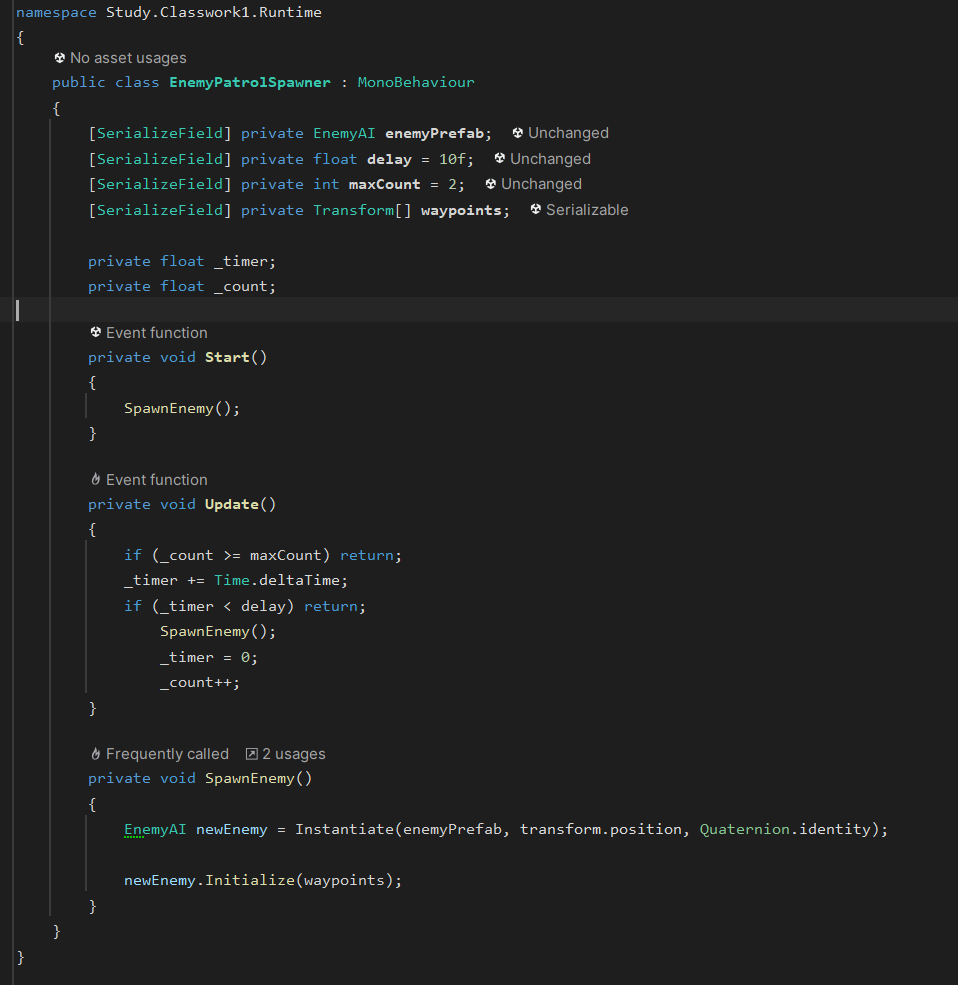 namespace Study.Classwork1.Runtime
{
No asset usages
public class EnemyPatrolSpawner : MonoBehaviour
{
[SerializeField] private EnemyAI enemyPrefab; Unchanged
[SerializeField] private float delay = 10f; Unchanged
[SerializeField] private int maxCount = 2; Unchanged
[SerializeField] private Transform[] waypoints; Serializable
private float _timer;
private float _count;
Event function
private void Start()
{
SpawnEnemy();
}
Event function
private void Update()
{
if (_count >= maxCount) return;
_timer += Time.deltaTime;
if (_timer < delay) return;
SpawnEnemy();
_timer = 0;
_count++;
}
Frequently called 2 usages
private void SpawnEnemy()
{
EnemyAI newEnemy = Instantiate(enemyPrefab, transform.position, Quaternion.identity);
newEnemy.Initialize(waypoints);
}
}
}